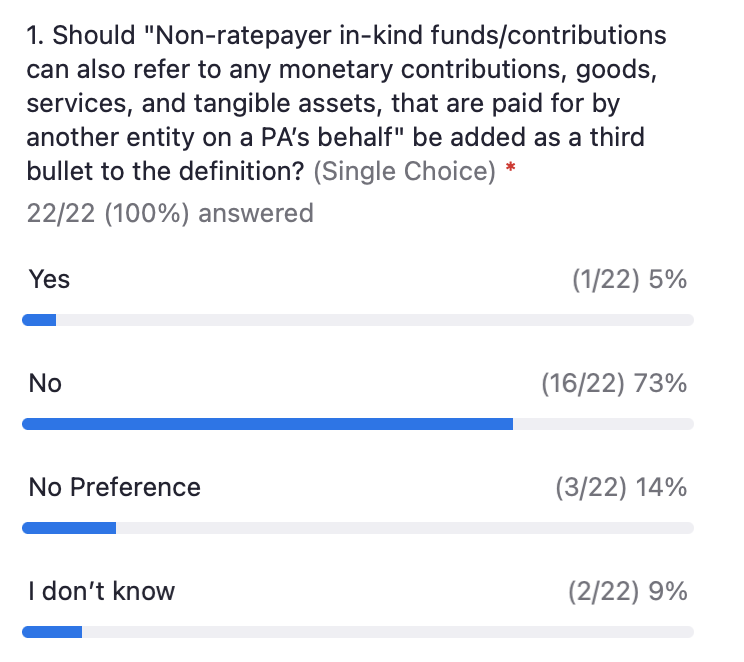 1. Should "Non-ratepayer in-kind funds/contributions
can also refer to any monetary contributions, goods,
services, and tangible assets, that are paid for by
another entity on a PA’s behalf" be added as a third
bullet to the definition? (Single Choice) *
22/22 (100%) answered
Yes (1/22) 5%
No (16/22) 73%
No Preference (3/22) 14%
I don’t know (2/22) 9%